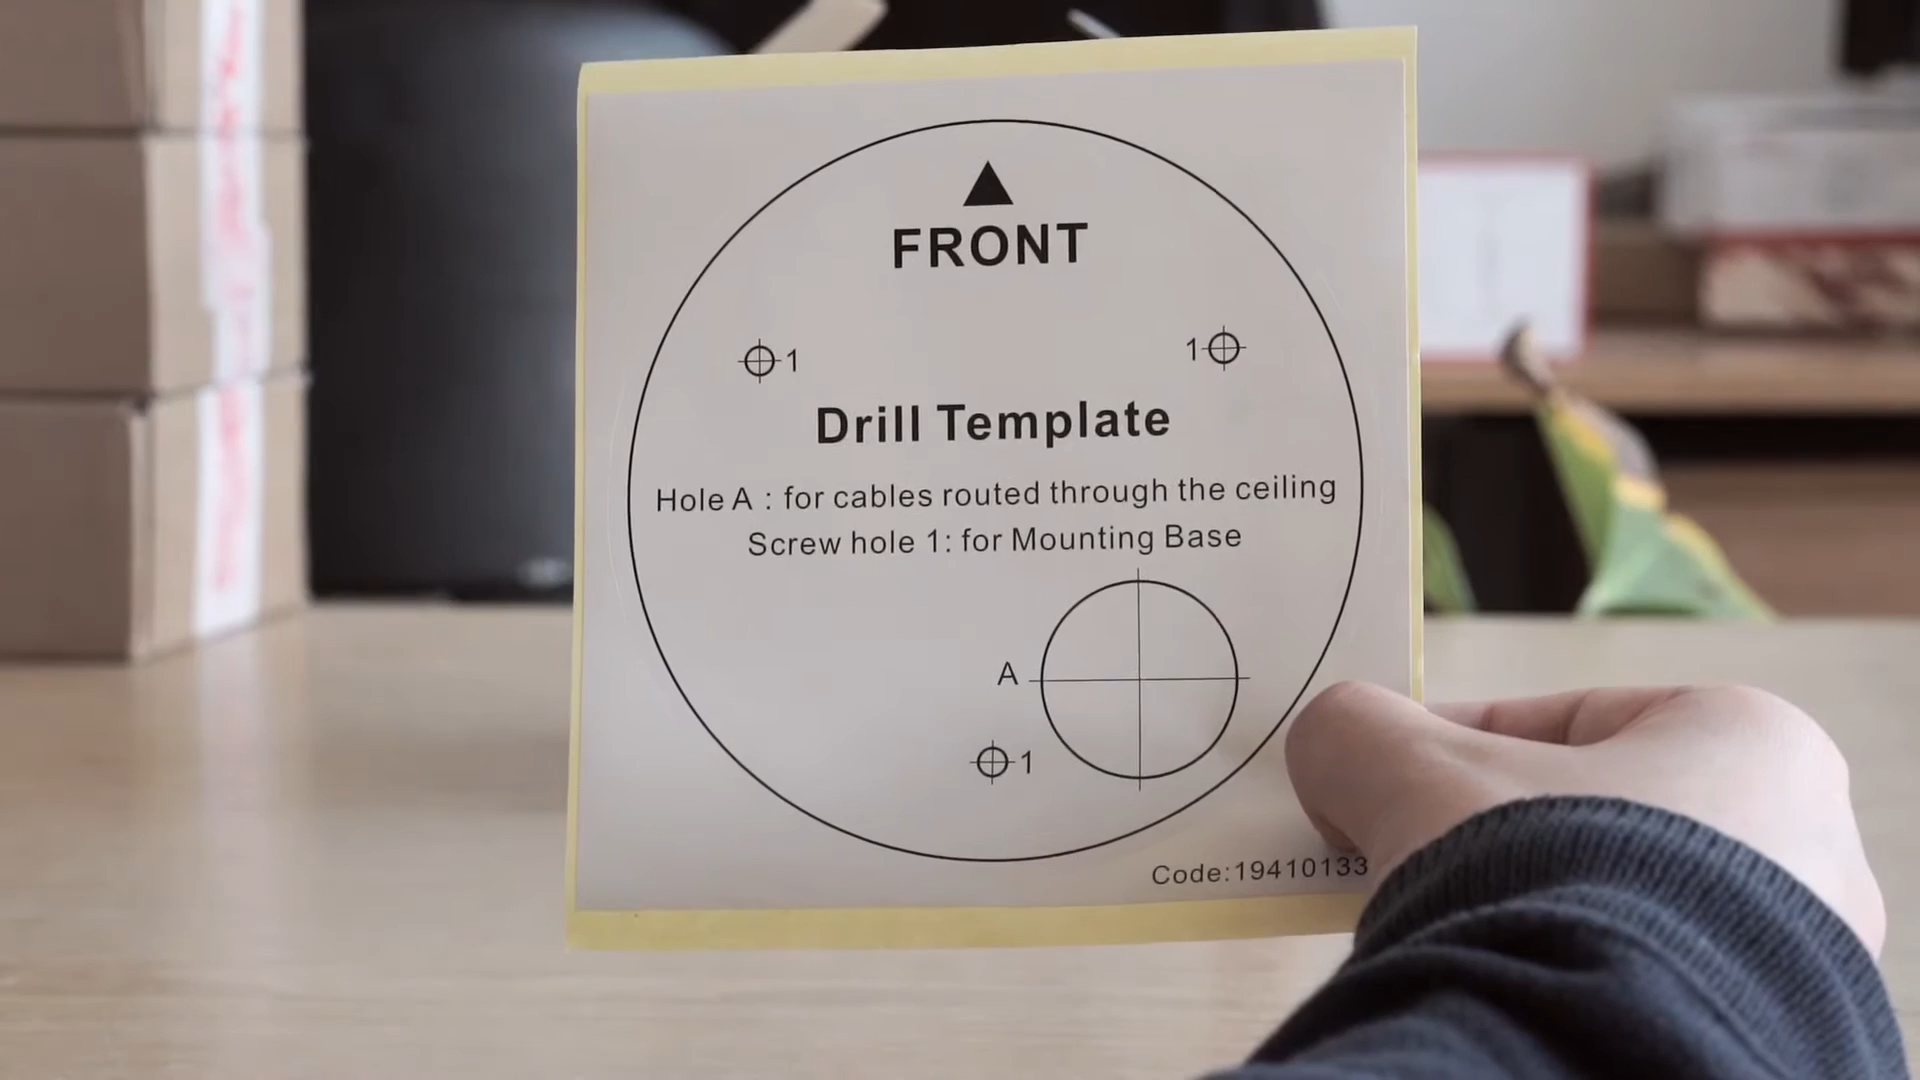 FRONT
1
1
Drill Template
Hole A : for cables routed through the ceiling
Screw hole 1: for Mounting Base
A
1
Code:19410133